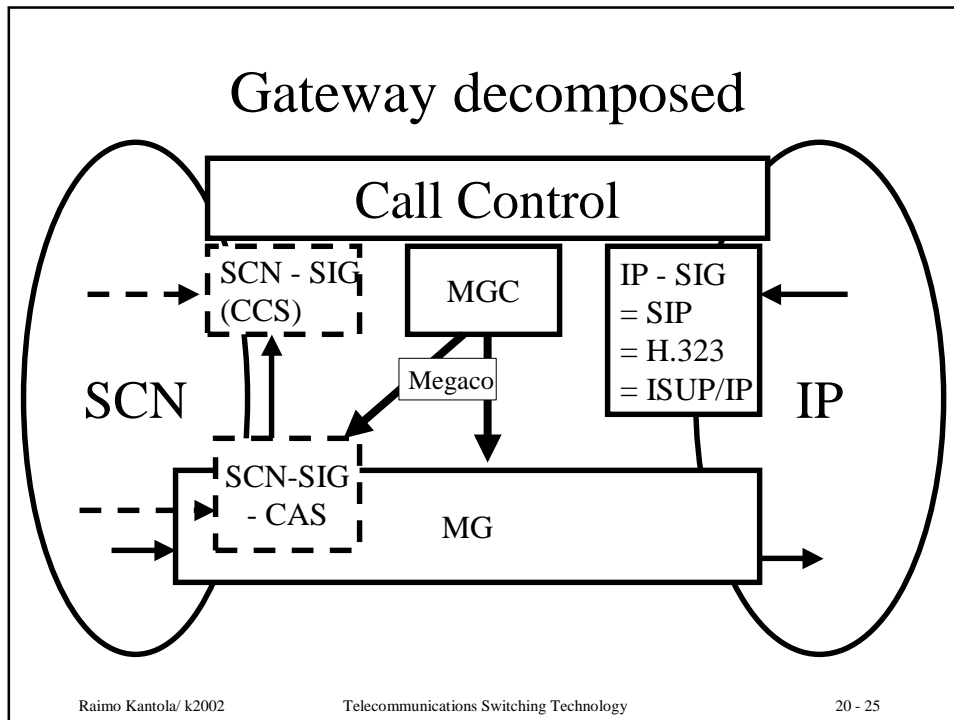 Gateway decomposed
Call Control
SCN - SIG
(CCS)
MGC
IP - SIG
= SIP
= H.323
= ISUP/IP
Megaco
SCN
IP
SCN-SIG
- CAS
MG
Raimo Kantola/ k2002
Telecommunications Switching Technology
20 - 25